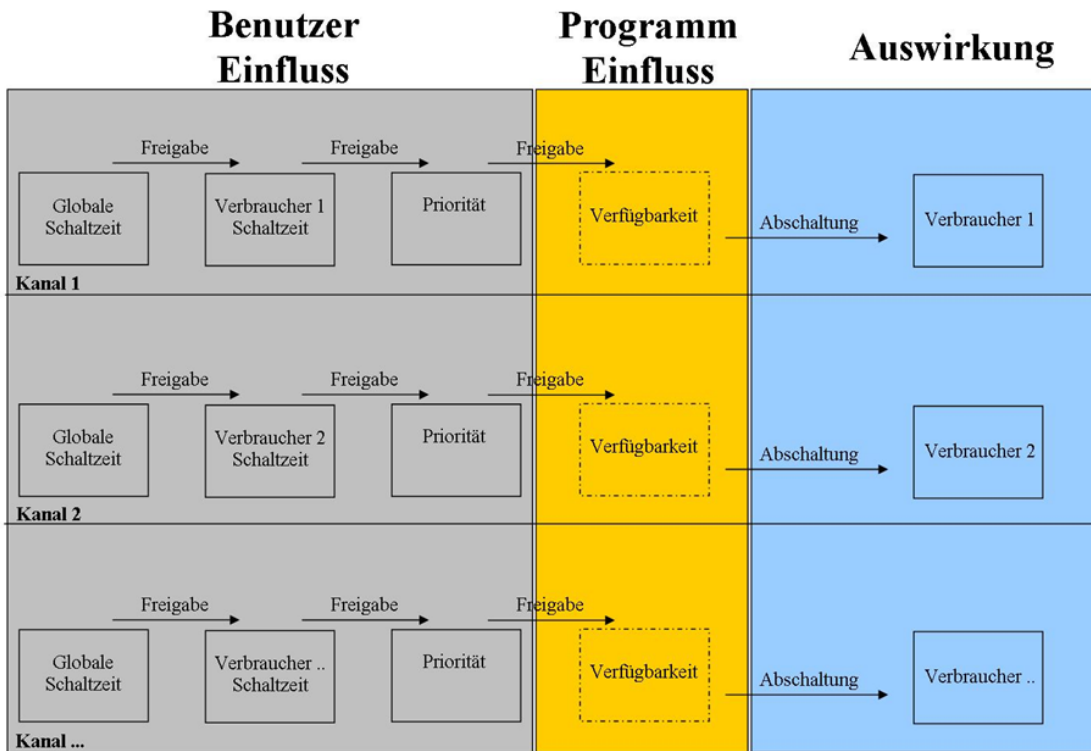 Benutzer
Einfluss
Programm
Einfluss
Auswirkung
Freigabe
Freigabe
Freigabe
Globale
Schaltzeit
Verbraucher 1
Schaltzeit
Priorität
Verfügbarkeit
Abschaltung
Verbraucher 1
Kanal 1
Freigabe
Freigabe
Freigabe
Globale
Schaltzeit
Verbraucher 2
Schaltzeit
Priorität
Verfügbarkeit
Abschaltung
Verbraucher 2
Kanal 2
Freigabe
Freigabe
Freigabe
Globale
Schaltzeit
Verbraucher ..
Schaltzeit
Priorität
Verfügbarkeit
Abschaltung
Verbraucher ..
Kanal ...